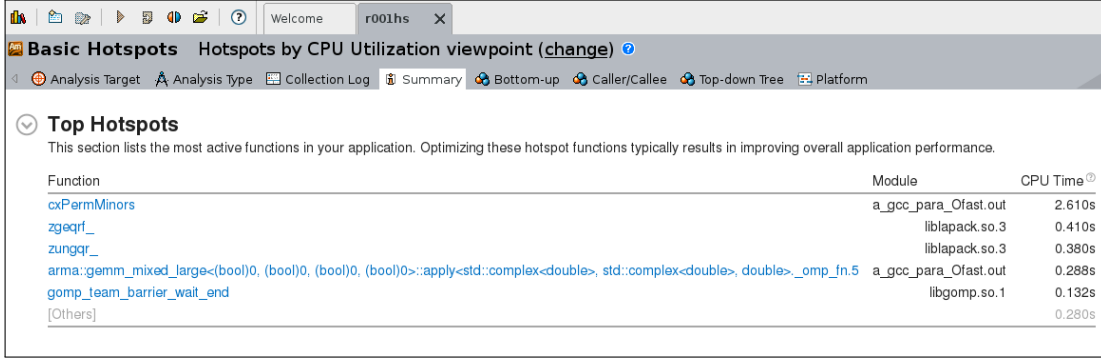 Welcome
r001hs
Basic Hotspots Hotspots by CPU Utilization viewpoint (change)
Analysis Target Analysis Type Collection Log Summary Bottom-up Caller/Callee Top-down Tree Platform
Top Hotspots
This section lists the most active functions in your application. Optimizing these hotspot functions typically results in improving overall application performance.
Function Module CPU Time
cxPermMinors a_gcc_para_Ofast.out 2.610s
zgeqrf_ liblapack.so.3 0.410s
zungqr_ liblapack.so.3 0.380s
arma::gemm_mixed_large<(bool)0, (bool)0, (bool)0, (bool)0>::apply<std::complex<double>, std::complex<double>, double>._omp_fn.5 a_gcc_para_Ofast.out 0.288s
gomp_team_barrier_wait_end libgomp.so.1 0.132s
[Others] 0.280s